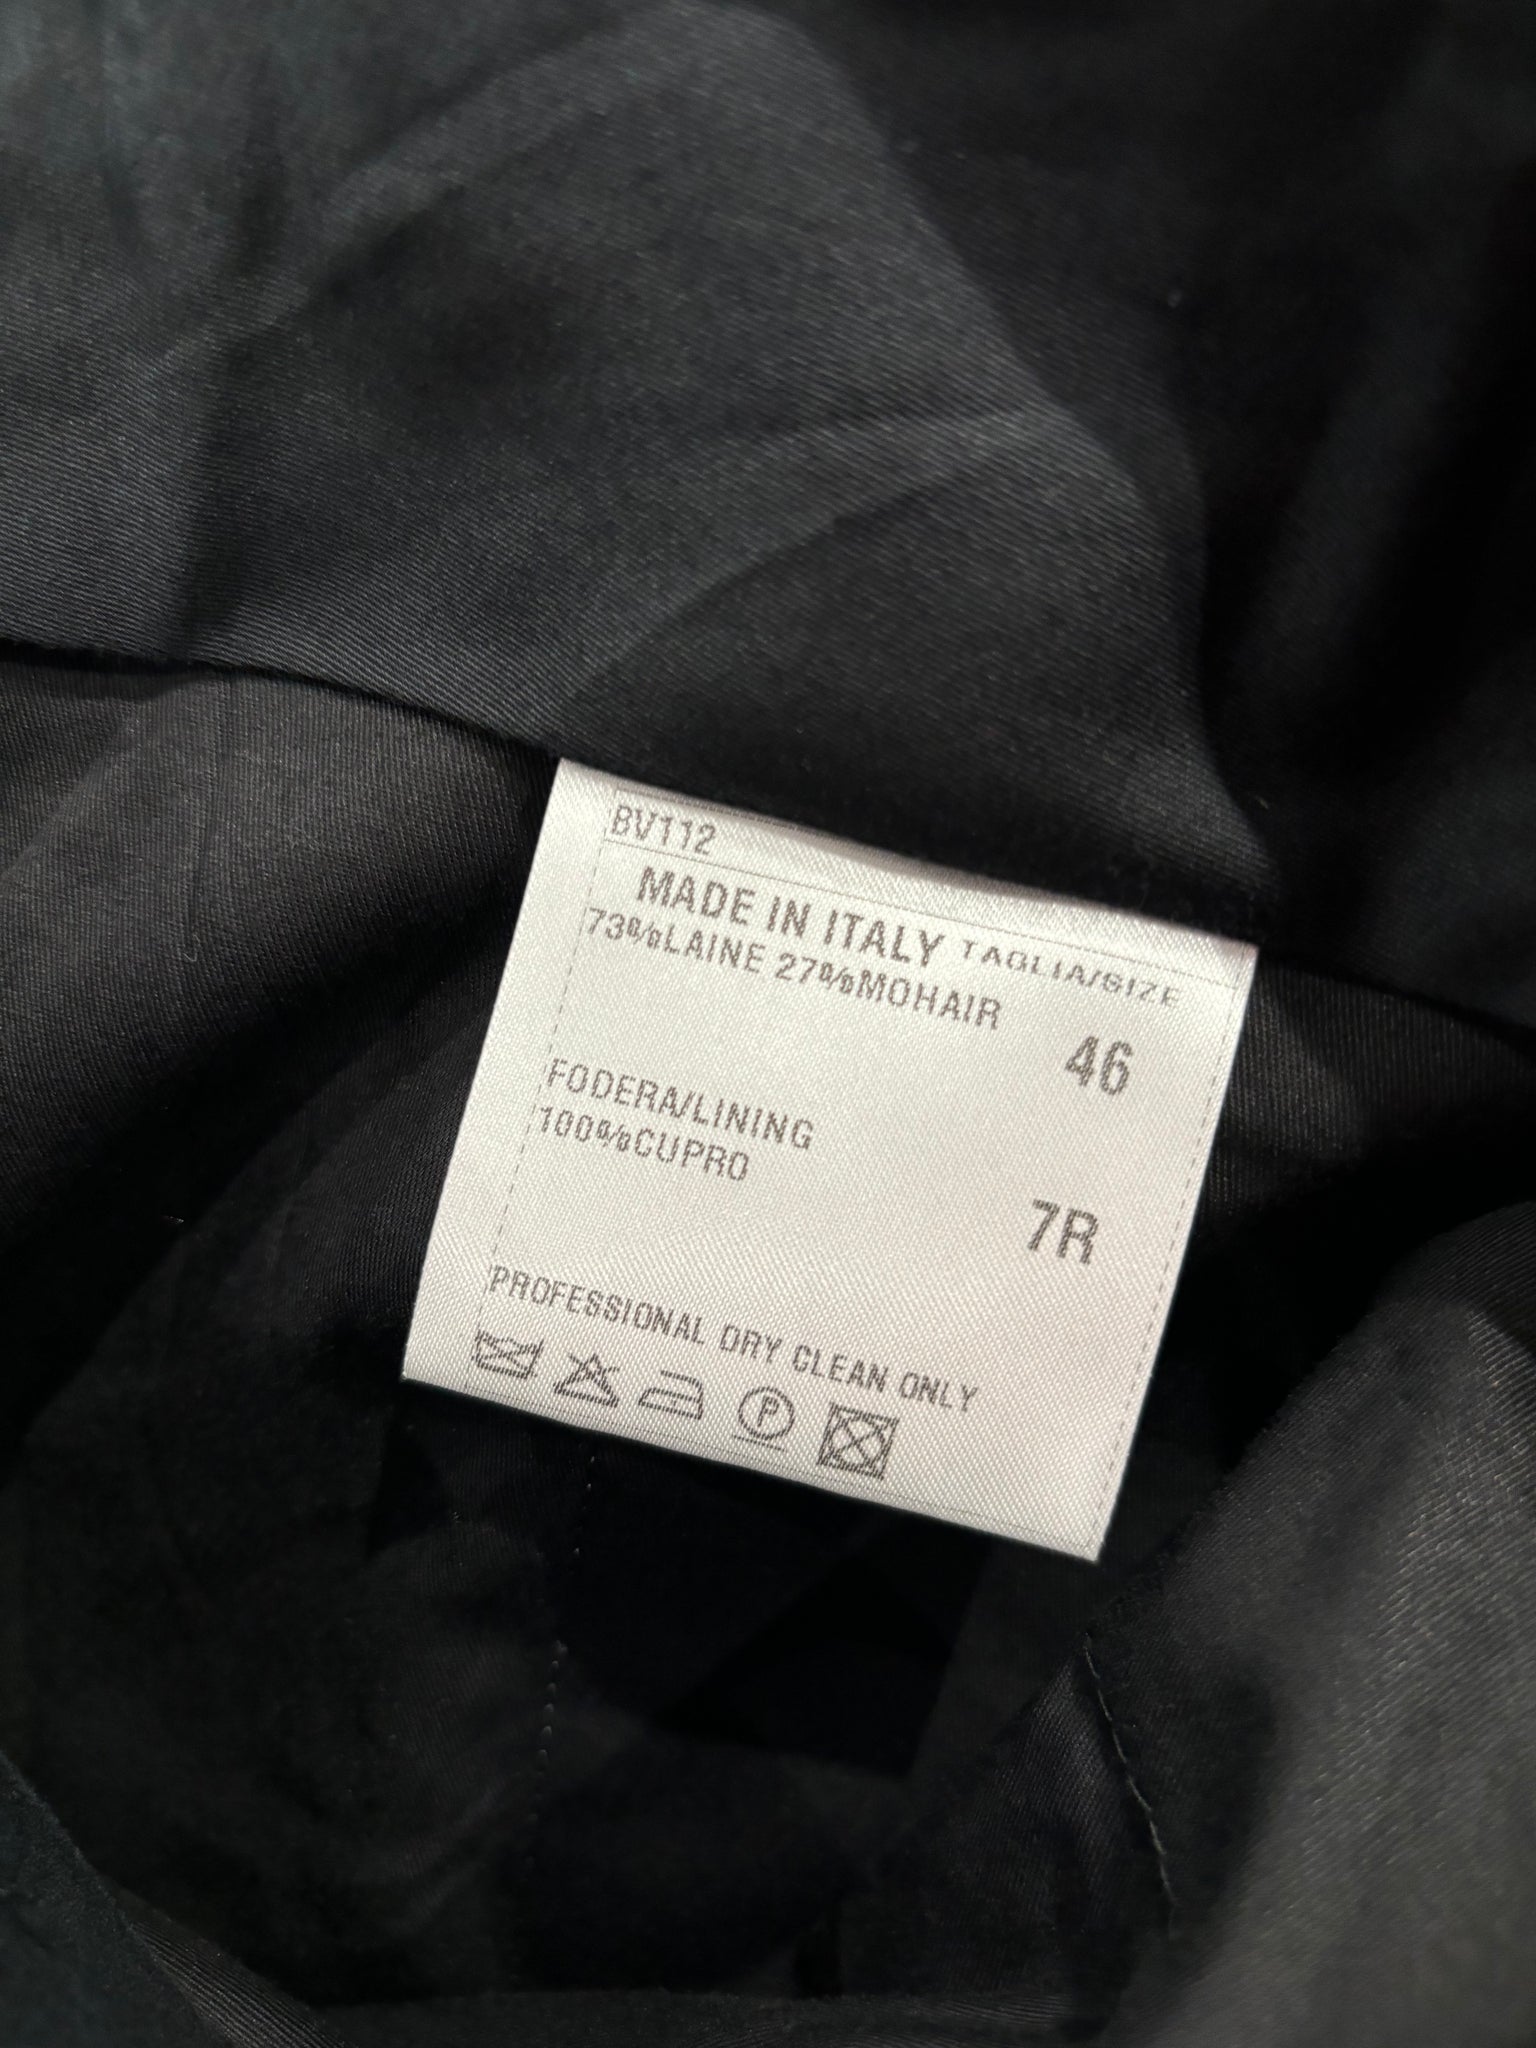 BV112
MADE IN ITALY TAGLIA/SIZE
73%LAINE 27%MOHAIR
46
FODERA/LINING
100%CUPRO
7R
PROFESSIONAL DRY CLEAN ONLY
P